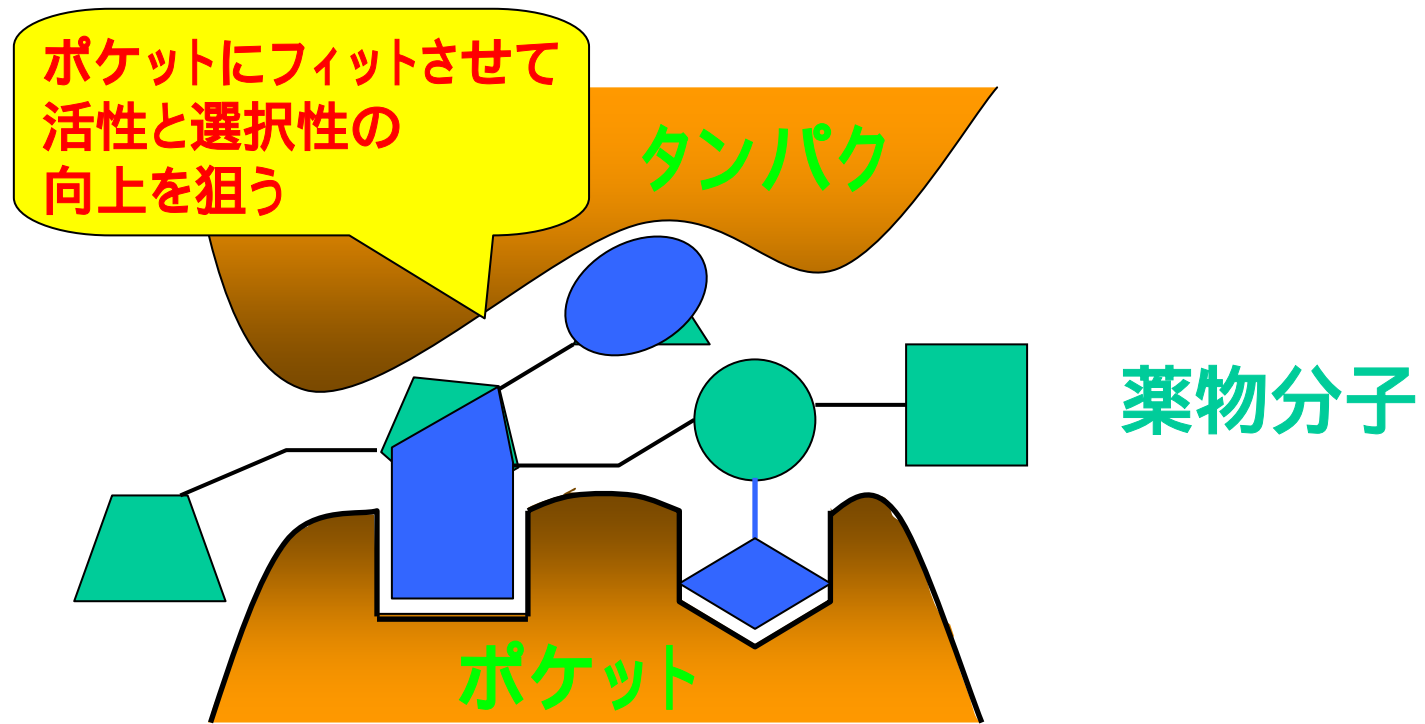 ポケットにフィットさせて
活性と選択性の
向上を狙う
タンパク
薬物分子
ポケット